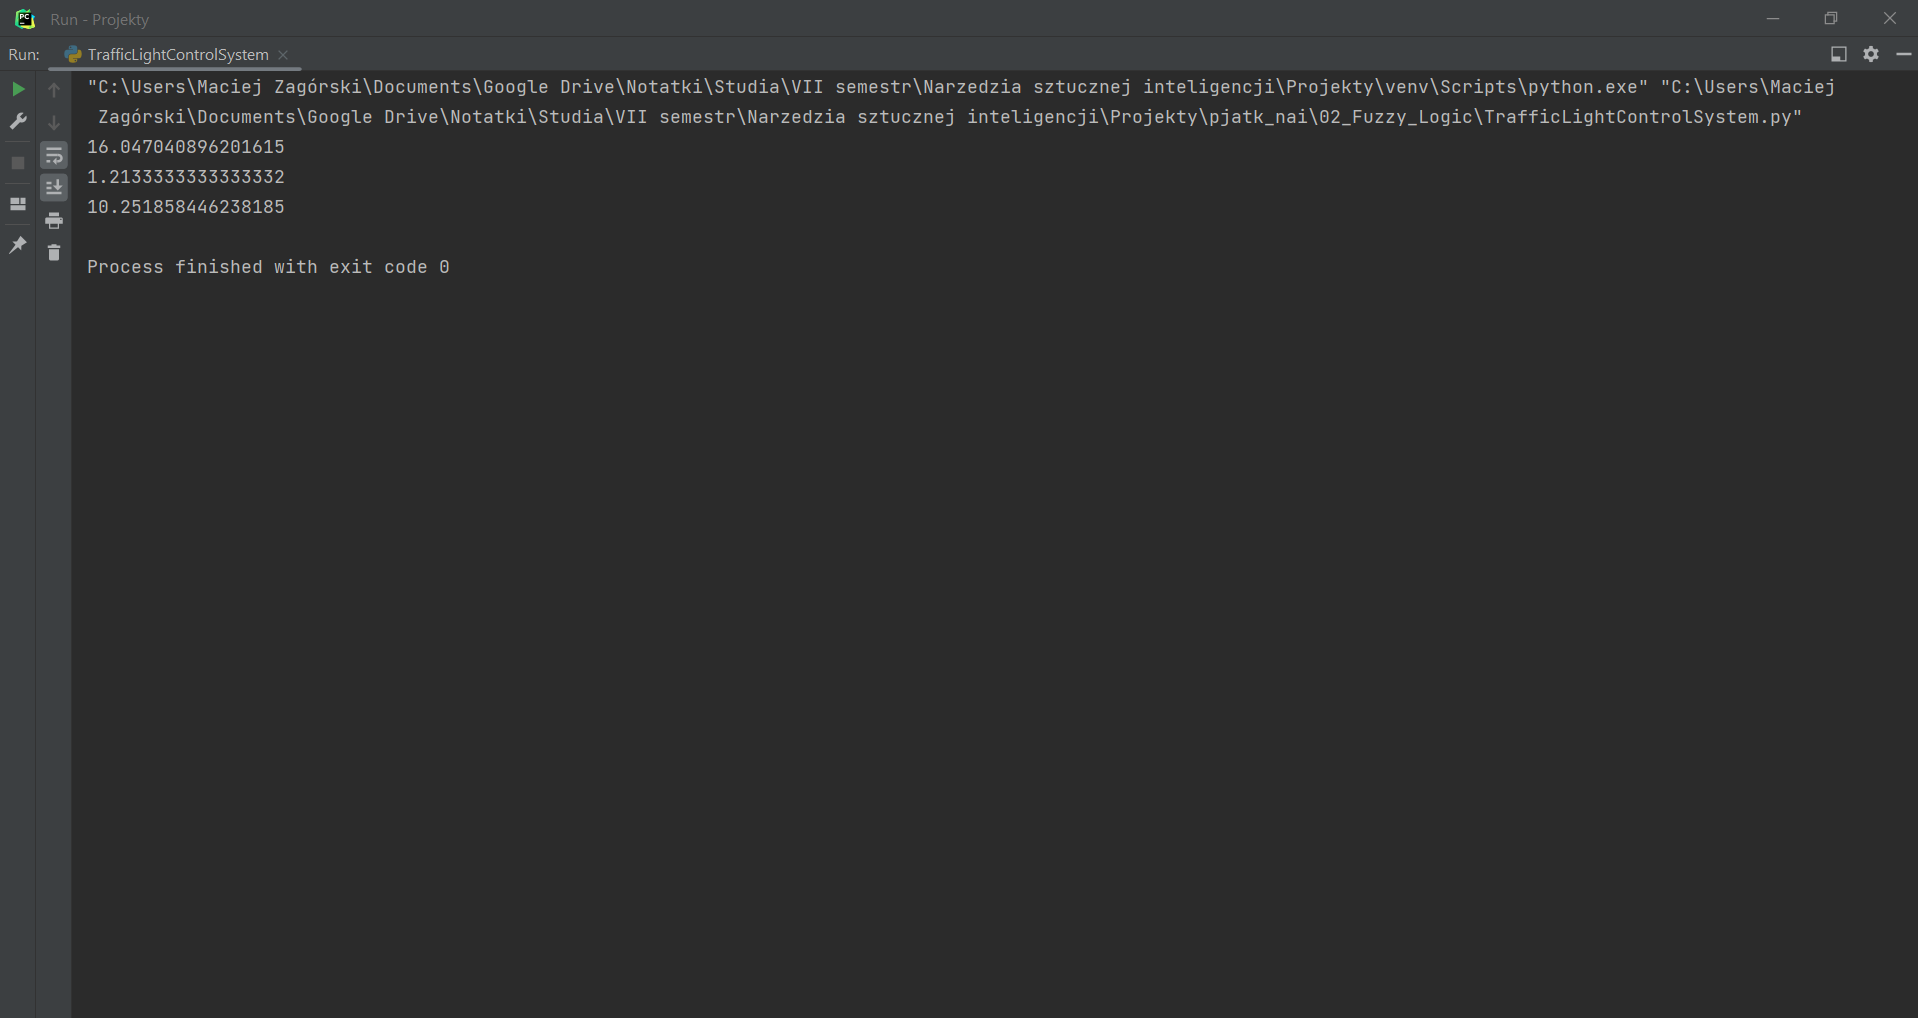 Run - Projekty
Run: TrafficLightControlSystem
"C:\Users\Maciej Zagórski\Documents\Google Drive\Notatki\Studia\VII semestr\Narzedzia sztucznej inteligencji\Projekty\venv\Scripts\python.exe" "C:\Users\Maciej
Zagórski\Documents\Google Drive\Notatki\Studia\VII semestr\Narzedzia sztucznej inteligencji\Projekty\pjatk_nai\02_Fuzzy_Logic\TrafficLightControlSystem.py"
16.047040896201615
1.2133333333333332
10.251858446238185
Process finished with exit code 0